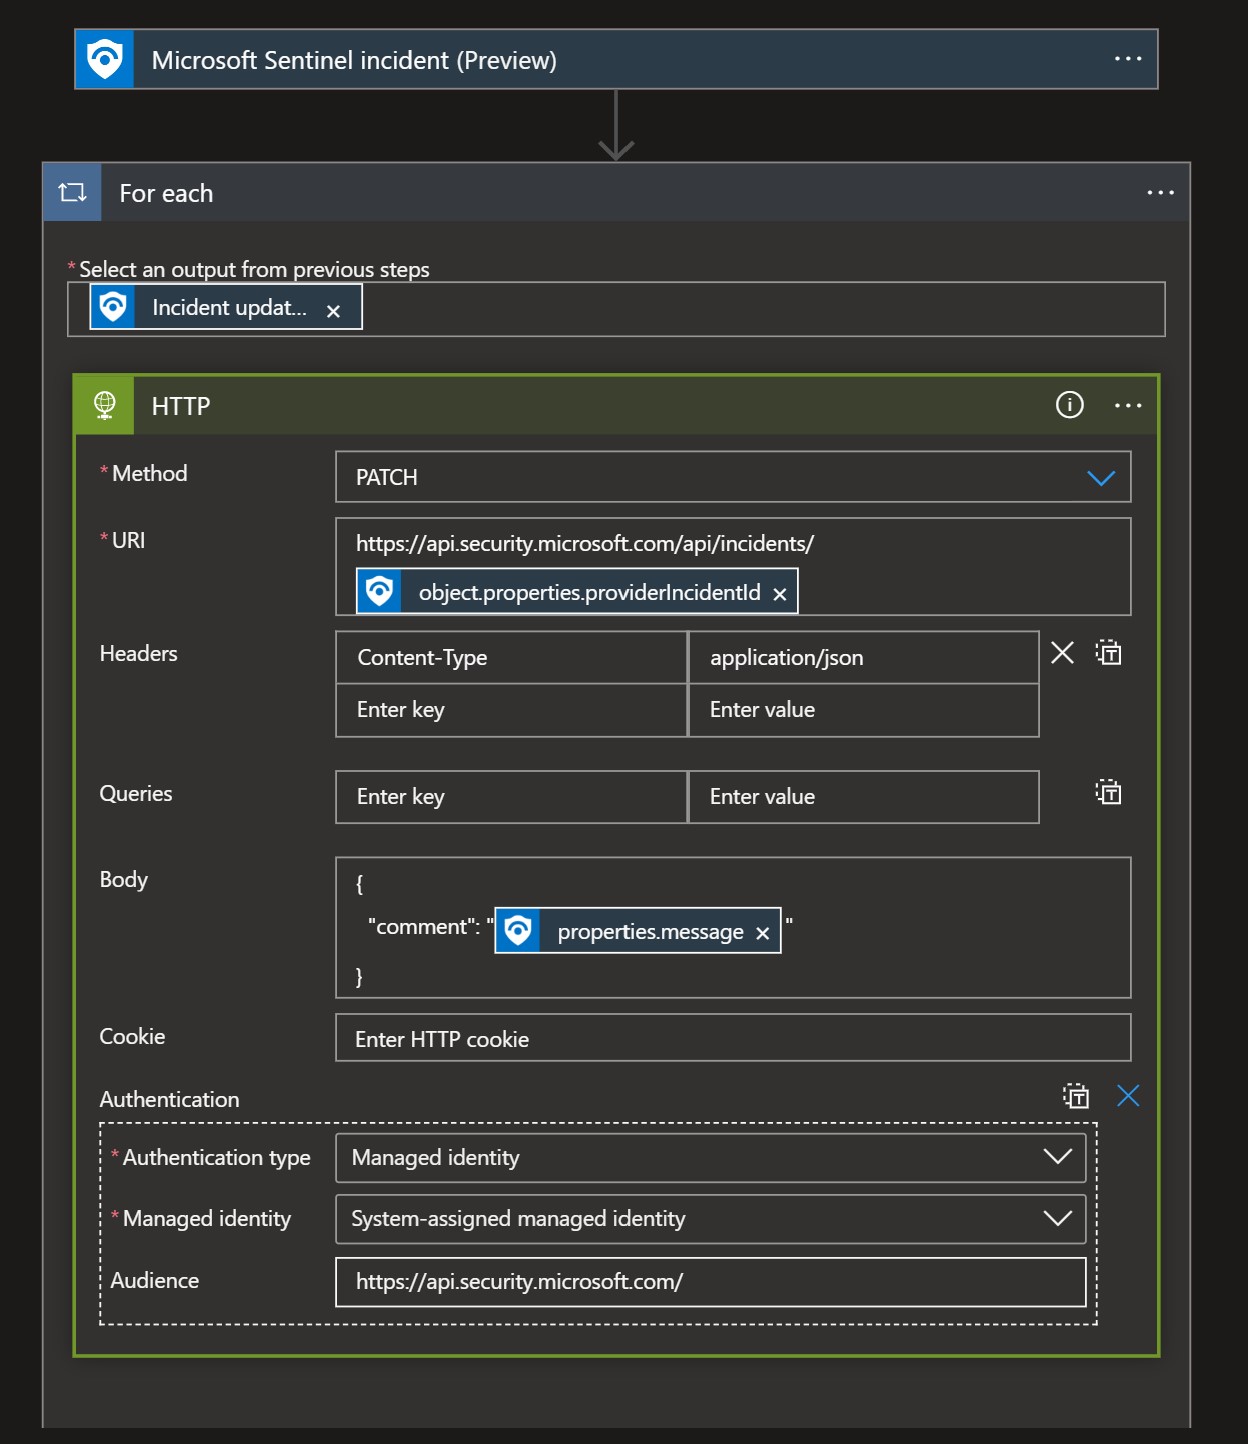 Microsoft Sentinel incident (Preview)
For each
* Select an output from previous steps
Incident updat...
HTTP
* Method
PATCH
* URI
https://api.security.microsoft.com/api/incidents/
object.properties.providerIncidentId
Headers
Content-Type
application/json
Enter key
Enter value
Queries
Enter key
Enter value
Body
{
"comment": "properties.message"
}
Cookie
Enter HTTP cookie
Authentication
* Authentication type
Managed identity
* Managed identity
System-assigned managed identity
Audience
https://api.security.microsoft.com/